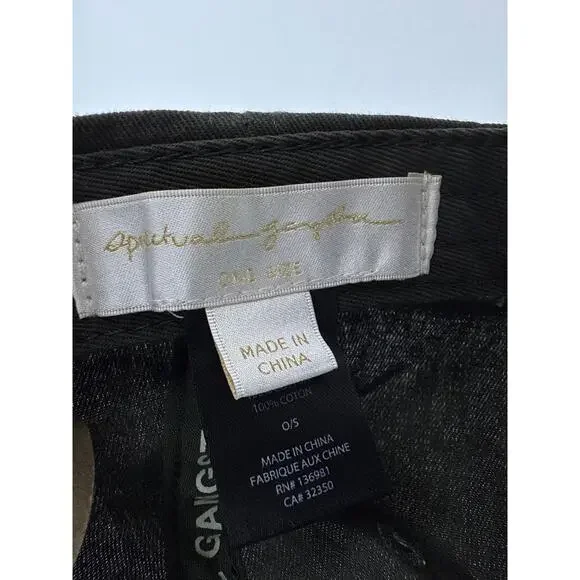 spiritual gangster
ONE SIZE
MADE IN
CHINA
100% COTON
O/S
MADE IN CHINA
FABRIQUE AUX CHINE
RN# 136981
CA# 32350
GANGST